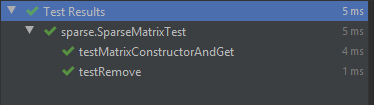 Test Results 5 ms
sparse.SparseMatrixTest 5 ms
testMatrixConstructorAndGet 4 ms
testRemove 1 ms